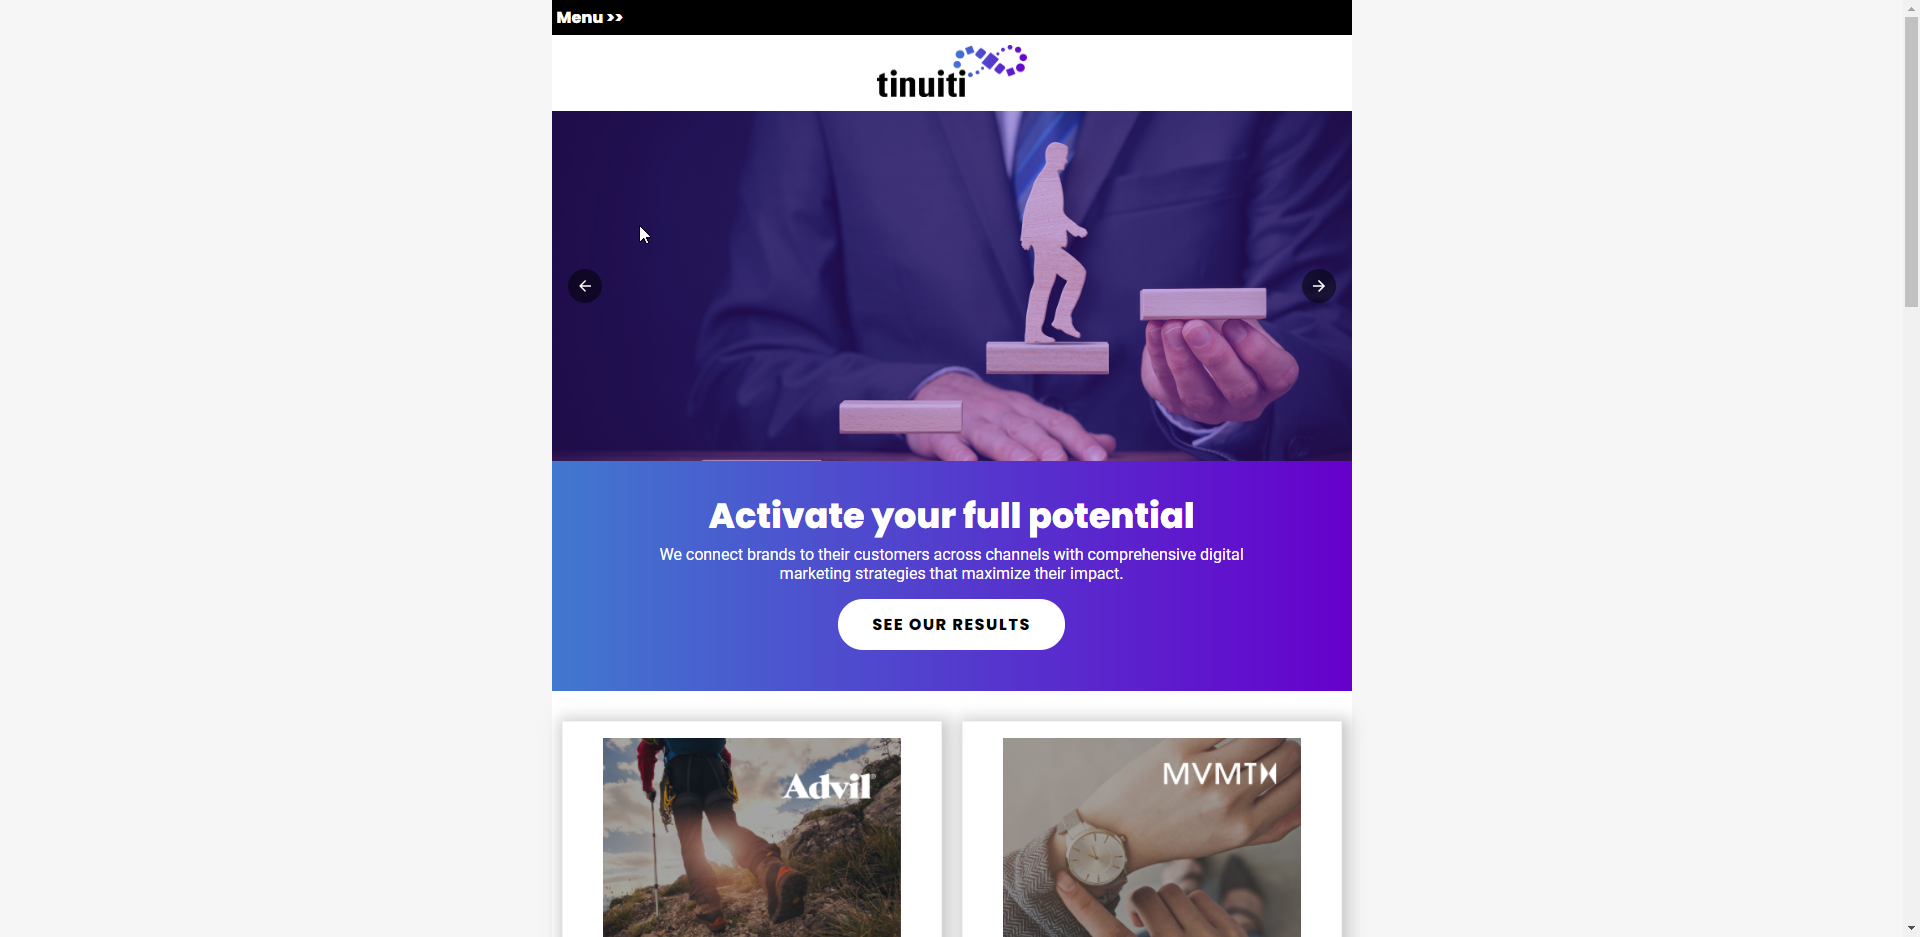 Menu >>
tinuiti
Activate your full potential
We connect brands to their customers across channels with comprehensive digital
marketing strategies that maximize their impact.
SEE OUR RESULTS
Advil
MVMT